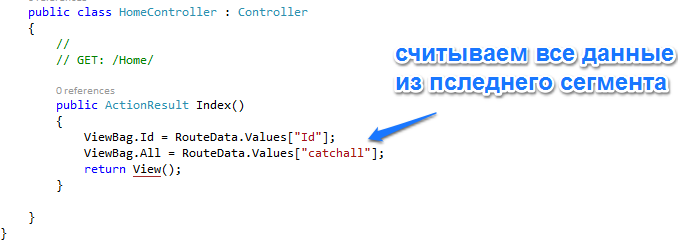 public class HomeController : Controller
{
//
// GET: /Home/
считываем все данные
из пследнего сегмента
0 references
public ActionResult Index()
{
ViewBag.Id = RouteData.Values["Id"];
ViewBag.All = RouteData.Values["catchall"];
return View();
}
}
}